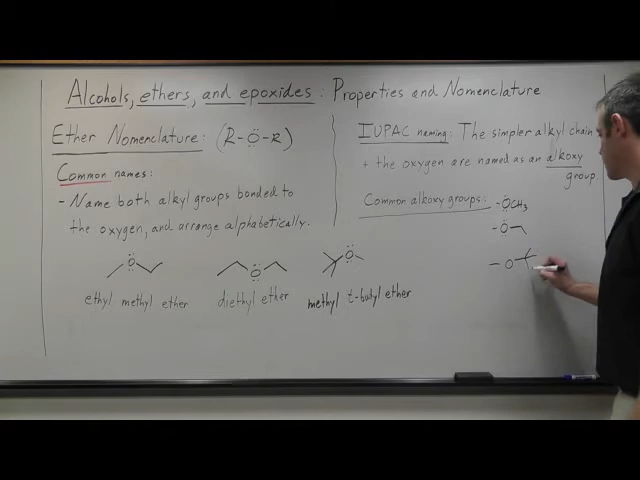 Alcohols, ethers, and epoxides: Properties and Nomenclature
Ether Nomenclature: (R-Ö-R)
Common names:
- Name both alkyl groups bonded to
the oxygen, and arrange alphabetically.
O
ethyl methyl ether
O
diethyl ether
O
methyl t-butyl ether
IUPAC naming: The simpler alkyl chain
+ the oxygen are named as an alkoxy
group
Common alkoxy groups: -ÖCH3
-O
-O